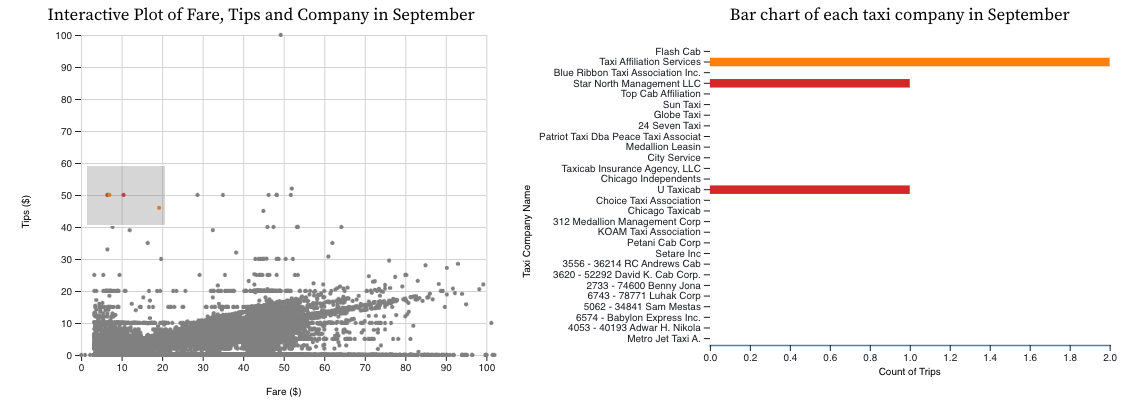 Interactive Plot of Fare, Tips and Company in September
100
90
80
70
60
50
40
30
20
10
0
Tips ($)
0 10 20 30 40 50 60 70 80 90 100
Fare ($)
Bar chart of each taxi company in September
Taxi Company Name
Flash Cab
Taxi Affiliation Services
Blue Ribbon Taxi Association Inc.
Star North Management LLC
Top Cab Affiliation
Sun Taxi
Globe Taxi
24 Seven Taxi
Patriot Taxi Dba Peace Taxi Associat
Medallion Leasin
City Service
Taxicab Insurance Agency, LLC
Chicago Independents
U Taxicab
Choice Taxi Association
Chicago Taxicab
312 Medallion Management Corp
KOAM Taxi Association
Petani Cab Corp
Setare Inc
3556 - 36214 RC Andrews Cab
3620 - 52292 David K. Cab Corp.
2733 - 74600 Benny Jona
6743 - 78771 Luhak Corp
5062 - 34841 Sam Mestas
6574 - Babylon Express Inc.
4053 - 40193 Adwar H. Nikola
Metro Jet Taxi A.
0.0 0.2 0.4 0.6 0.8 1.0 1.2 1.4 1.6 1.8 2.0
Count of Trips